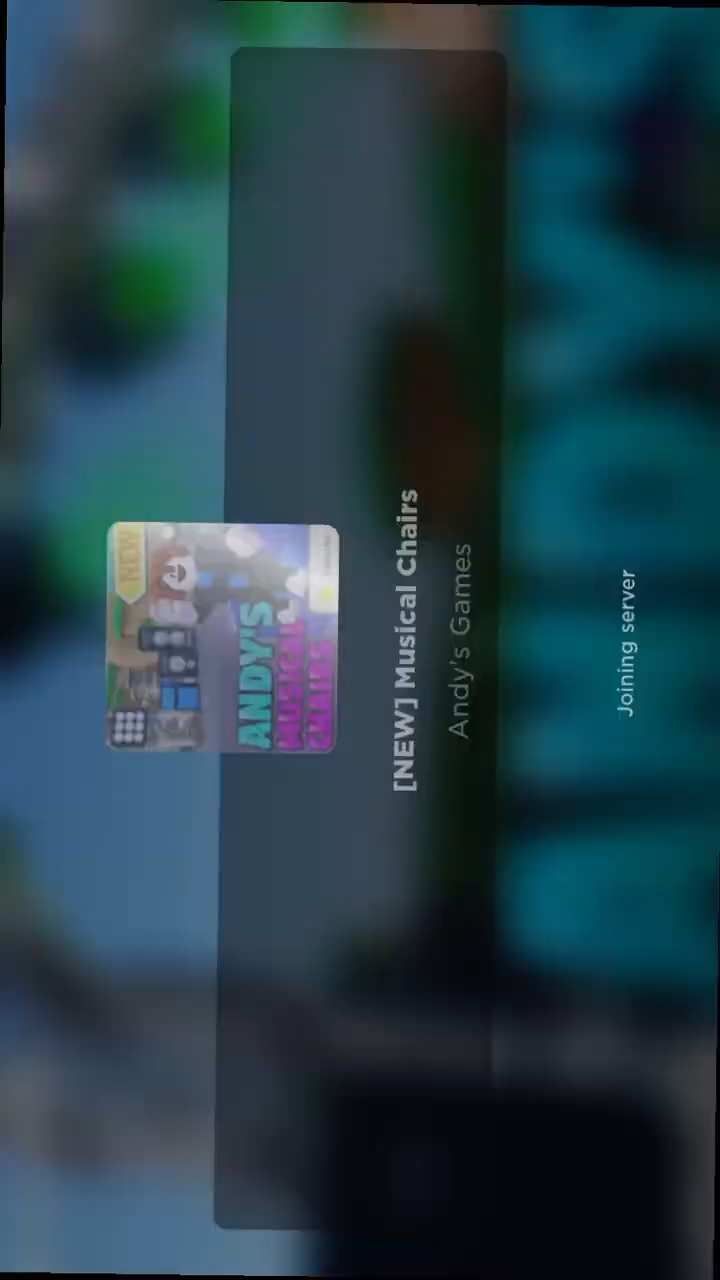 NEW
ANDY'S
MUSICAL
CHAIRS
[NEW] Musical Chairs
Andy's Games
Joining server